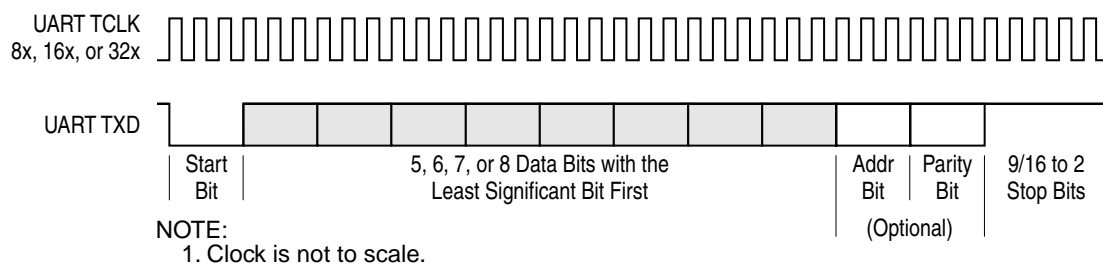 UART TCLK
8x, 16x, or 32x
UART TXD
Start
Bit
5, 6, 7, or 8 Data Bits with the
Least Significant Bit First
Addr
Bit
Parity
Bit
(Optional)
9/16 to 2
Stop Bits
NOTE:
1. Clock is not to scale.